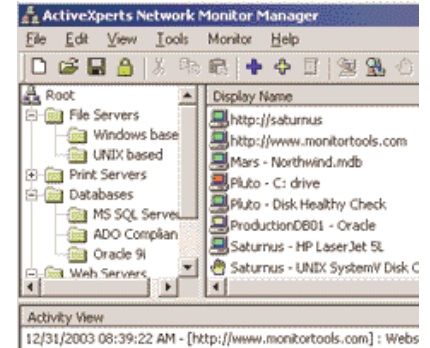 ActiveXperts Network Monitor Manager
File Edit View Tools Monitor Help
Root
File Servers
Windows base
UNIX based
Print Servers
Databases
MS SQL Server
ADO Complian
Oracle 9i
Web Servers
Display Name
http://saturnus
http://www.monitortools.com
Mars - Northwind.mdb
Pluto - C: drive
Pluto - Disk Healthy Check
ProductionDB01 - Oracle
Saturnus - HP LaserJet 5L
Saturnus - UNIX SystemV Disk C
Activity View
12/31/2003 08:39:22 AM - [http://www.monitortools.com] : Webs